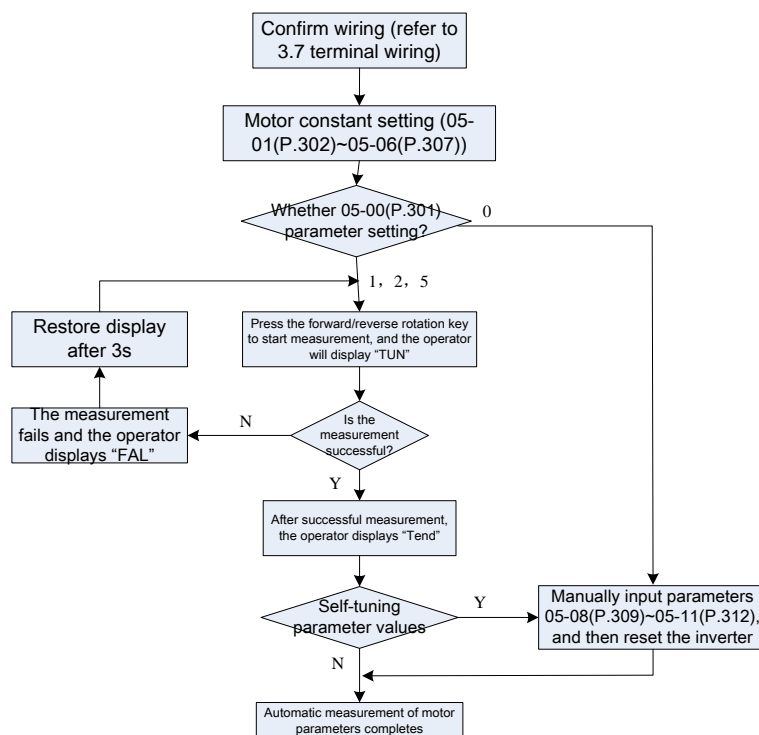 Confirm wiring (refer to
3.7 terminal wiring)
Motor constant setting (05-
01(P.302)~05-06(P.307))
Whether 05-00(P.301)
parameter setting?
0
1, 2, 5
Restore display
after 3s
Press the forward/reverse rotation key
to start measurement, and the operator
will display “TUN”
The measurement
fails and the operator
displays “FAL”
N
Is the
measurement
successful?
Y
After successful measurement,
the operator displays “Tend”
Self-tuning
parameter values
Y
Manually input parameters
05-08(P.309)~05-11(P.312),
and then reset the inverter
N
Automatic measurement of motor
parameters completes